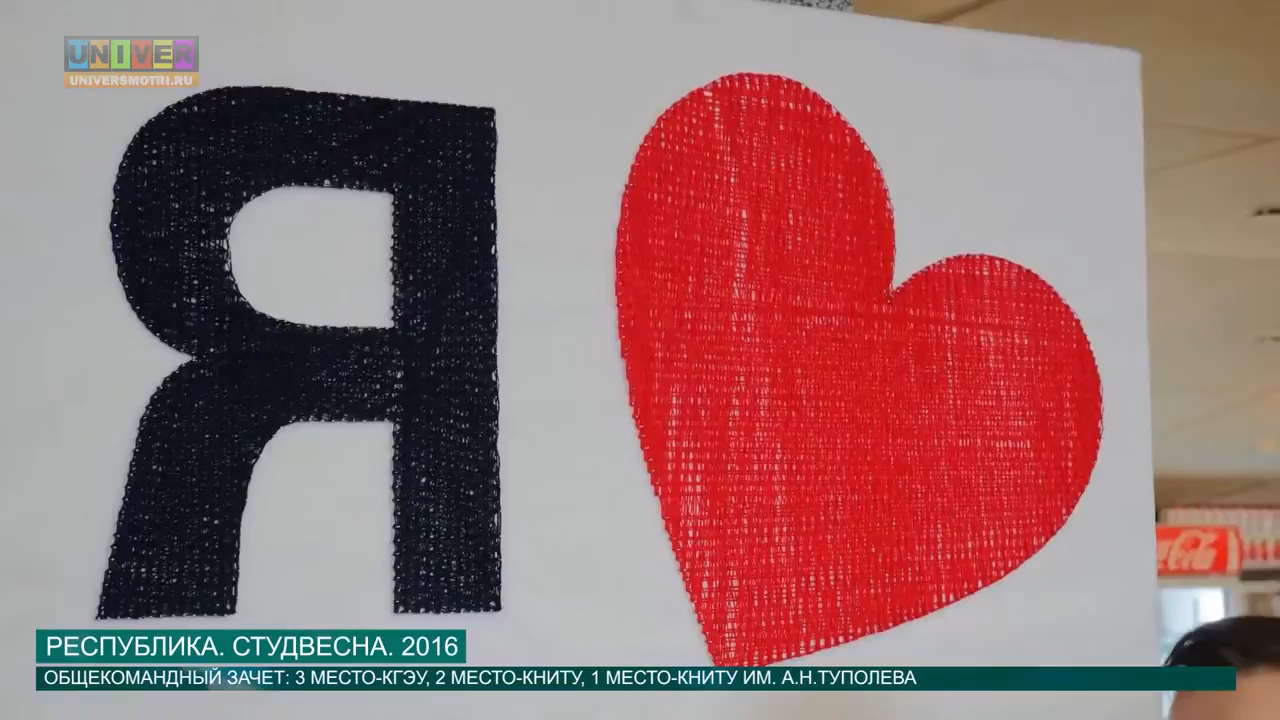 UNIVER
UNIVERSMOTRI.RU
Я
Cola
РЕСПУБЛИКА. СТУДВЕСНА. 2016
ОБЩЕКОМАНДНЫЙ ЗАЧЕТ: 3 МЕСТО-КГЭУ, 2 МЕСТО-КНИТУ, 1 МЕСТО-КНИТУ ИМ. А.Н.ТУПОЛЕВА